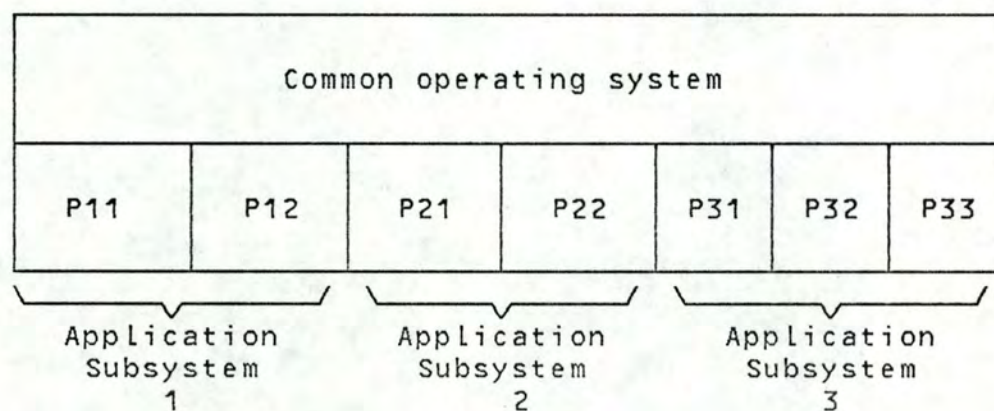 Common operating system
P11 P12 P21 P22 P31 P32 P33
Application Application Application
Subsystem Subsystem Subsystem
1 2 3